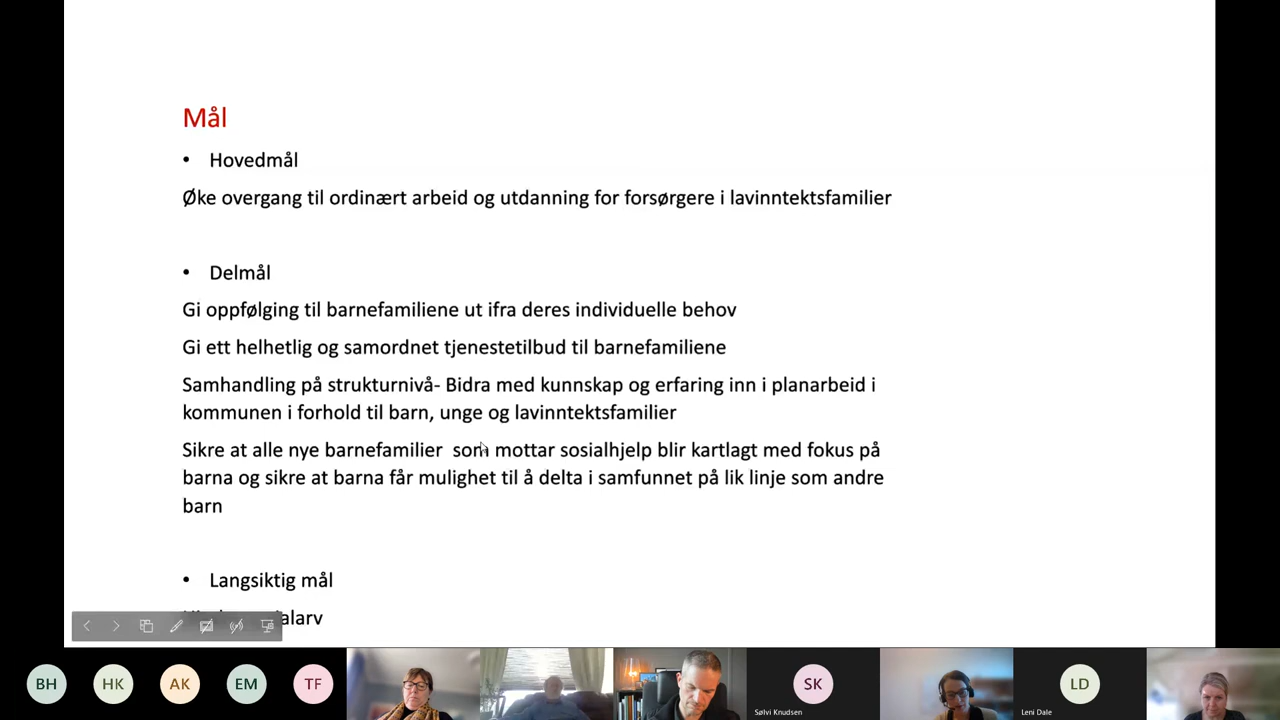 Mål
• Hovedmål
Øke overgang til ordinært arbeid og utdanning for forsørgere i lavinntektsfamilier
• Delmål
Gi oppfølging til barnefamiliene ut ifra deres individuelle behov
Gi ett helhetlig og samordnet tjenestetilbud til barnefamiliene
Samhandling på strukturnivå- Bidra med kunnskap og erfaring inn i planarbeid i
kommunen i forhold til barn, unge og lavinntektsfamilier
Sikre at alle nye barnefamilier som mottar sosialhjelp blir kartlagt med fokus på
barna og sikre at barna får mulighet til å delta i samfunnet på lik linje som andre
barn
• Langsiktig mål
BH HK AK EM TF SK LD
Sølvi Knudsen Leni Dale